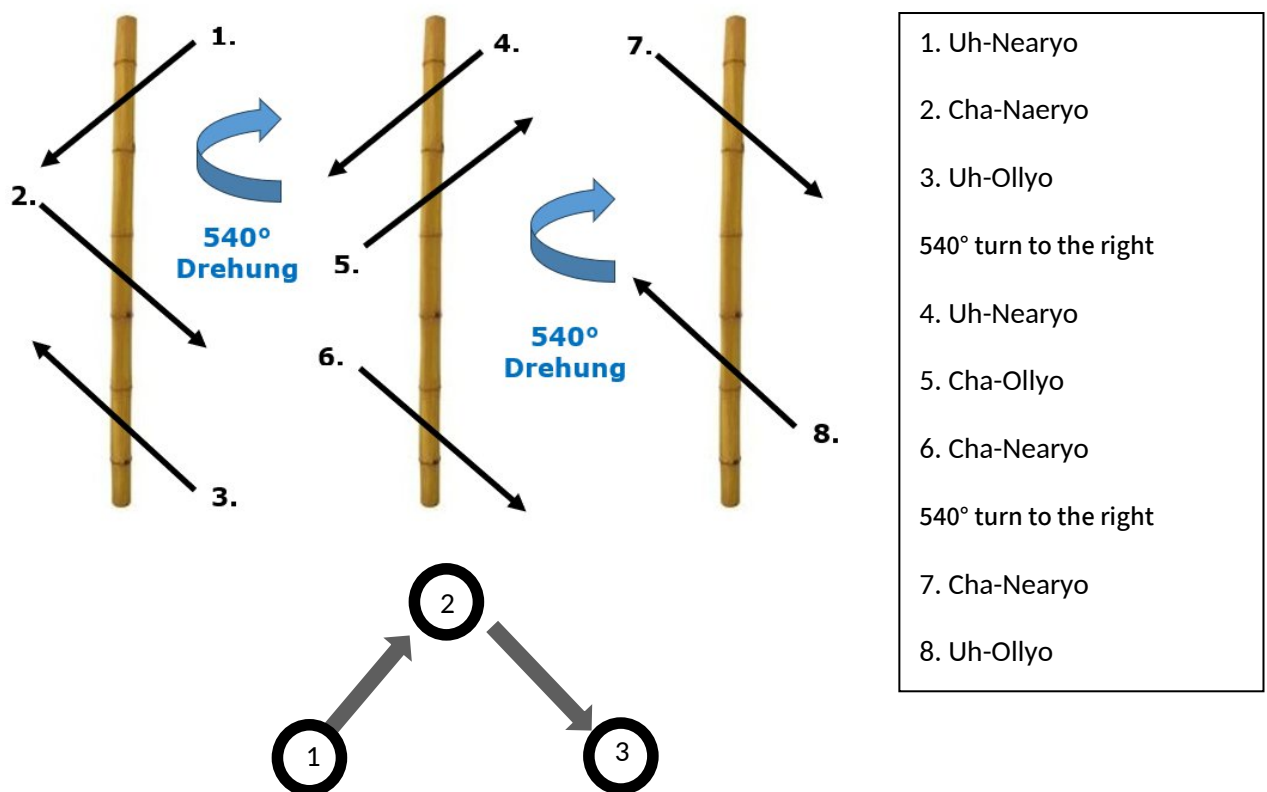 1.
2.
3.
540°
Drehung
4.
5.
6.
540°
Drehung
7.
8.
1. Uh-Nearyo
2. Cha-Naeryo
3. Uh-Ollyo
540° turn to the right
4. Uh-Nearyo
5. Cha-Ollyo
6. Cha-Nearyo
540° turn to the right
7. Cha-Nearyo
8. Uh-Ollyo
1
2
3